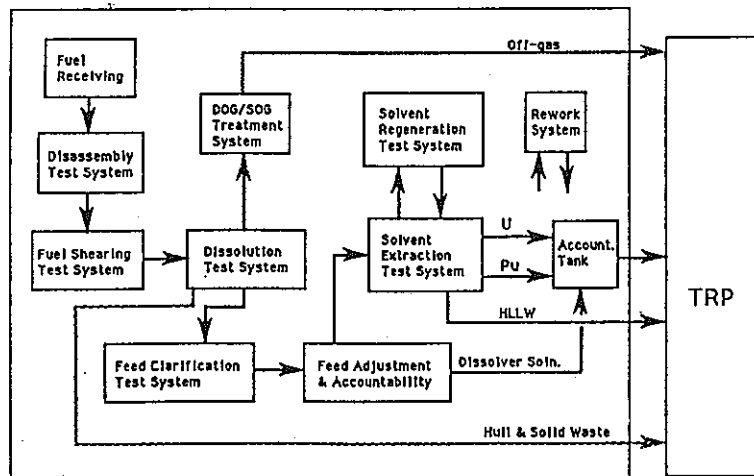 Off-gas
Fuel
Receiving
DOG/SOG
Treatment
System
Solvent
Regeneration
Test System
Rework
System
Disassembly
Test System
Fuel Shearing
Test System
Dissolution
Test System
Solvent
Extraction
Test System
U
Pu
Account.
Tank
TRP
HLLW
Feed Clarification
Test System
Feed Adjustment
& Accountability
Dissolver Soln.
Hull & Solid Waste